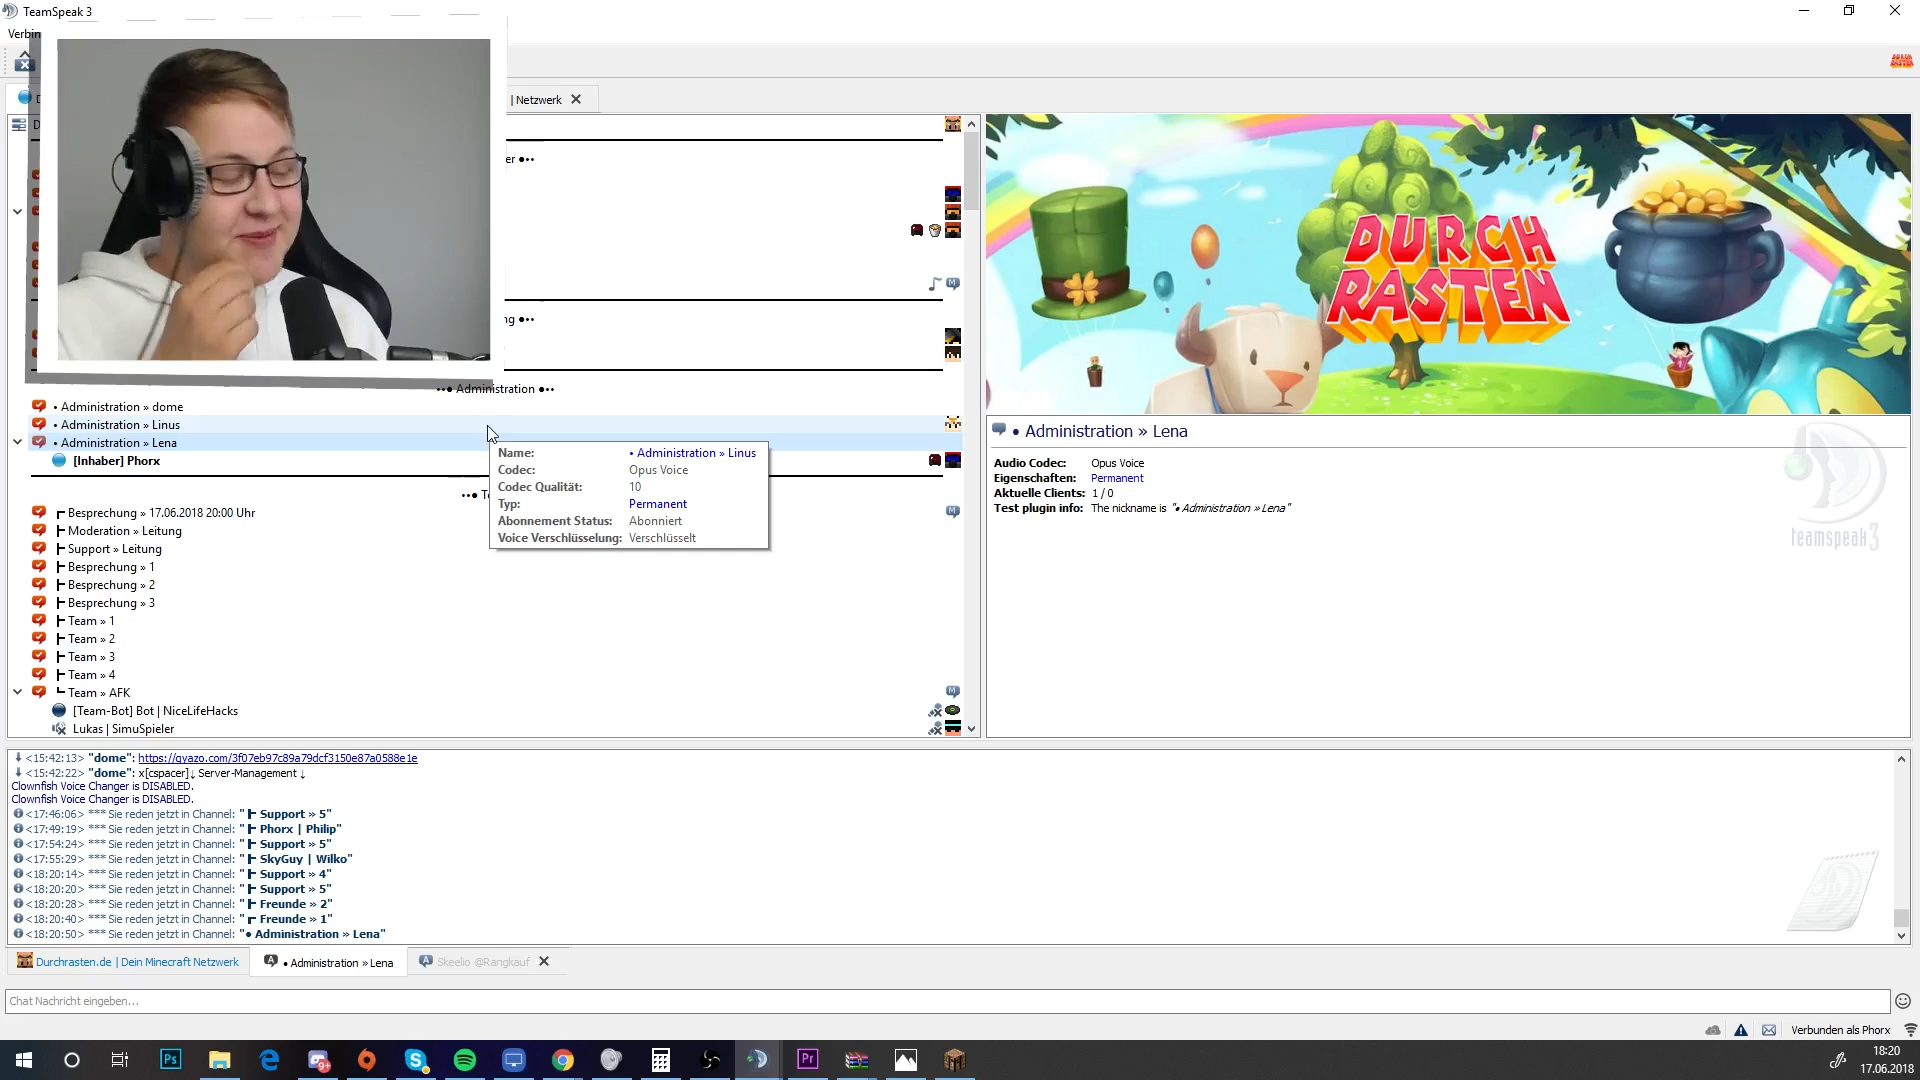 TeamSpeak 3
Verbin
| Netzwerk
D
er ●••
ng ●••
••● Administration ●••
• Administration » dome
• Administration » Linus
• Administration » Lena
[Inhaber] Phorx
••● T
Besprechung » 17.06.2018 20:00 Uhr
Moderation » Leitung
Support » Leitung
Besprechung » 1
Besprechung » 2
Besprechung » 3
Team » 1
Team » 2
Team » 3
Team » 4
Team » AFK
[Team-Bot] Bot | NiceLifeHacks
Lukas | SimuSpieler
Name: • Administration » Linus
Codec: Opus Voice
Codec Qualität: 10
Typ: Permanent
Abonnement Status: Abonniert
Voice Verschlüsselung: Verschlüsselt
DURCH
RASTEN
• Administration » Lena
Audio Codec: Opus Voice
Eigenschaften: Permanent
Aktuelle Clients: 1 / 0
Test plugin info: The nickname is "• Administration » Lena"
teamspeak 3
<15:42:13> "dome": https://gyazo.com/3f07eb97c89a79dcf3150e87a0588e1e
<15:42:22> "dome": x[cspacer]↓ Server-Management ↓
Clownfish Voice Changer is DISABLED.
Clownfish Voice Changer is DISABLED.
<17:46:06> *** Sie reden jetzt in Channel: "┣ Support » 5"
<17:49:19> *** Sie reden jetzt in Channel: "┣ Phorx | Philip"
<17:54:24> *** Sie reden jetzt in Channel: "┣ Support » 5"
<17:55:29> *** Sie reden jetzt in Channel: "┣ SkyGuy | Wilko"
<18:20:14> *** Sie reden jetzt in Channel: "┣ Support » 4"
<18:20:20> *** Sie reden jetzt in Channel: "┣ Support » 5"
<18:20:28> *** Sie reden jetzt in Channel: "┣ Freunde » 2"
<18:20:40> *** Sie reden jetzt in Channel: "┏ Freunde » 1"
<18:20:50> *** Sie reden jetzt in Channel: "• Administration » Lena"
Durchrasten.de | Dein Minecraft Netzwerk
• Administration » Lena
Skeelio @Rangkauf
Chat Nachricht eingeben...
Verbunden als Phorx
Ps
9+
Pr
18:20
17.06.2018